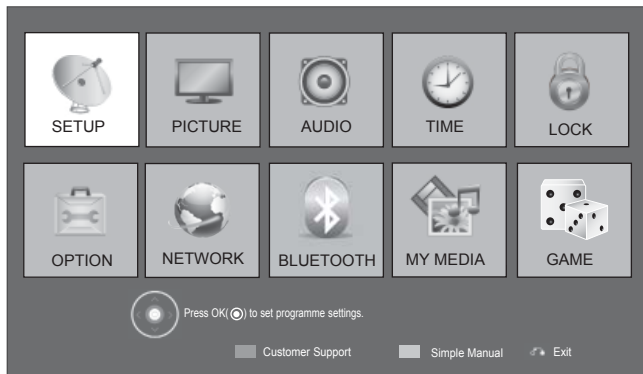 SETUP PICTURE AUDIO TIME LOCK
OPTION NETWORK BLUETOOTH MY MEDIA GAME
Press OK( ) to set programme settings.
Customer Support Simple Manual Exit